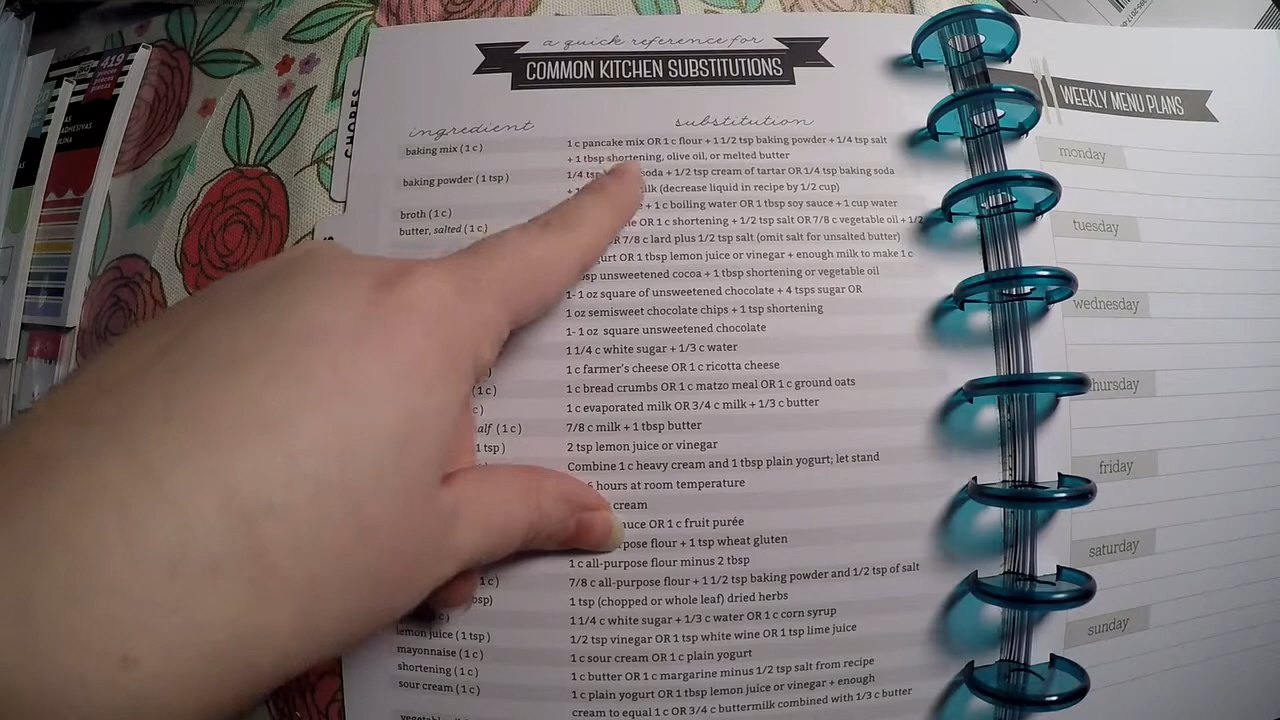 a quick reference for
COMMON KITCHEN SUBSTITUTIONS
ingredient substitution
baking mix (1 c) 1 c pancake mix OR 1 c flour + 1 1/2 tsp baking powder + 1/4 tsp salt
+ 1 tbsp shortening, olive oil, or melted butter
baking powder (1 tsp) 1/4 tsp soda + 1/2 tsp cream of tartar OR 1/4 tsp baking soda
(decrease liquid in recipe by 1/2 cup)
broth (1 c) + 1 c boiling water OR 1 tbsp soy sauce + 1 cup water
butter, salted (1 c) OR 1 c shortening + 1/2 tsp salt OR 7/8 c vegetable oil + 1/2
OR 7/8 c lard plus 1/2 tsp salt (omit salt for unsalted butter)
OR 1 tbsp lemon juice or vinegar + enough milk to make 1 c
unsweetened cocoa + 1 tbsp shortening or vegetable oil
1- 1 oz square of unsweetened chocolate + 4 tsps sugar OR
1 oz semisweet chocolate chips + 1 tsp shortening
1- 1 oz square unsweetened chocolate
1 1/4 c white sugar + 1/3 c water
1 c farmer's cheese OR 1 c ricotta cheese
(1 c) 1 c bread crumbs OR 1 c matzo meal OR 1 c ground oats
c) 1 c evaporated milk OR 3/4 c milk + 1/3 c butter
alf (1 c) 7/8 c milk + 1 tbsp butter
1 tsp) 2 tsp lemon juice or vinegar
Combine 1 c heavy cream and 1 tbsp plain yogurt; let stand
hours at room temperature
cream
OR 1 c fruit purée
flour + 1 tsp wheat gluten
1 c all-purpose flour minus 2 tbsp
1 c) 7/8 c all-purpose flour + 1 1/2 tsp baking powder and 1/2 tsp of salt
bsp) 1 tsp (chopped or whole leaf) dried herbs
c) 1 1/4 c white sugar + 1/3 c water OR 1 c corn syrup
lemon juice (1 tsp) 1/2 tsp vinegar OR 1 tsp white wine OR 1 tsp lime juice
mayonnaise (1 c) 1 c sour cream OR 1 c plain yogurt
shortening (1 c) 1 c butter OR 1 c margarine minus 1/2 tsp salt from recipe
sour cream (1 c) 1 c plain yogurt OR 1 tbsp lemon juice or vinegar + enough
cream to equal 1 c OR 3/4 c buttermilk combined with 1/3 c butter
WEEKLY MENU PLANS
monday
tuesday
wednesday
hursday
friday
saturday
sunday
CHORES
419